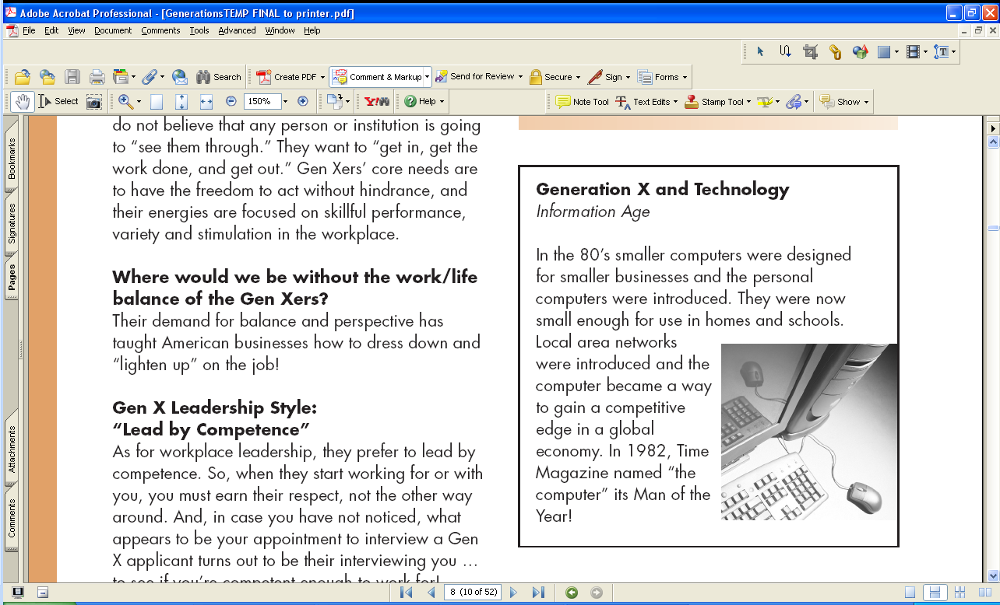 Adobe Acrobat Professional - [GenerationsTEMP FINAL to printer.pdf]
File Edit View Document Comments Tools Advanced Window Help
Search Create PDF Comment & Markup Send for Review Secure Sign Forms
Select 150% Y! Help Note Tool Text Edits Stamp Tool Show
Bookmarks
Signatures
Pages
Attachments
Comments
do not believe that any person or institution is going
to “see them through.” They want to “get in, get the
work done, and get out.” Gen Xers’ core needs are
to have the freedom to act without hindrance, and
their energies are focused on skillful performance,
variety and stimulation in the workplace.
Where would we be without the work/life
balance of the Gen Xers?
Their demand for balance and perspective has
taught American businesses how to dress down and
“lighten up” on the job!
Gen X Leadership Style:
“Lead by Competence”
As for workplace leadership, they prefer to lead by
competence. So, when they start working for or with
you, you must earn their respect, not the other way
around. And, in case you have not noticed, what
appears to be your appointment to interview a Gen
X applicant turns out to be their interviewing you ...
to see if you’re competent enough to work for!
Generation X and Technology
Information Age
In the 80’s smaller computers were designed
for smaller businesses and the personal
computers were introduced. They were now
small enough for use in homes and schools.
Local area networks
were introduced and the
computer became a way
to gain a competitive
edge in a global
economy. In 1982, Time
Magazine named “the
computer” its Man of the
Year!
8 (10 of 52)